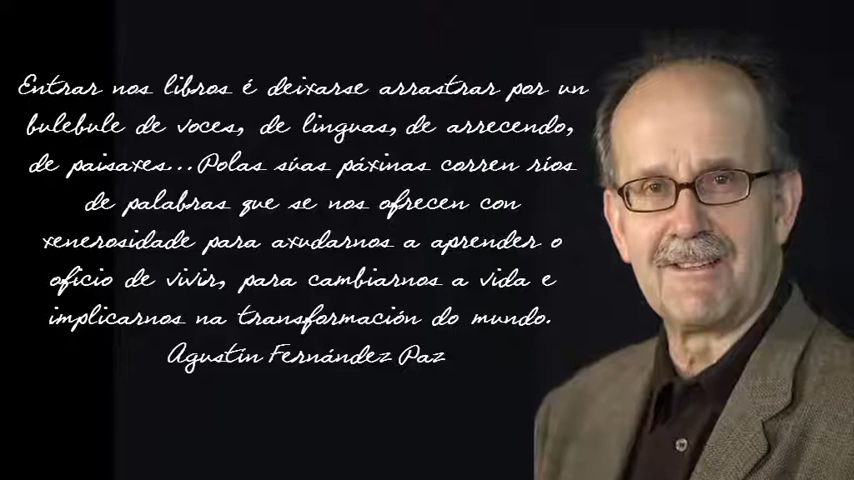 Entrar nos libros é deixarse arrastrar por un
bulebule de voces, de linguas, de arrecendo,
de paisaxes...Polas súas páxinas corren ríos
de palabras que se nos ofrecen con
xenerosidade para axudarnos a aprender o
oficio de vivir, para cambiarnos a vida e
implicarnos na transformación do mundo.
Agustín Fernández Paz